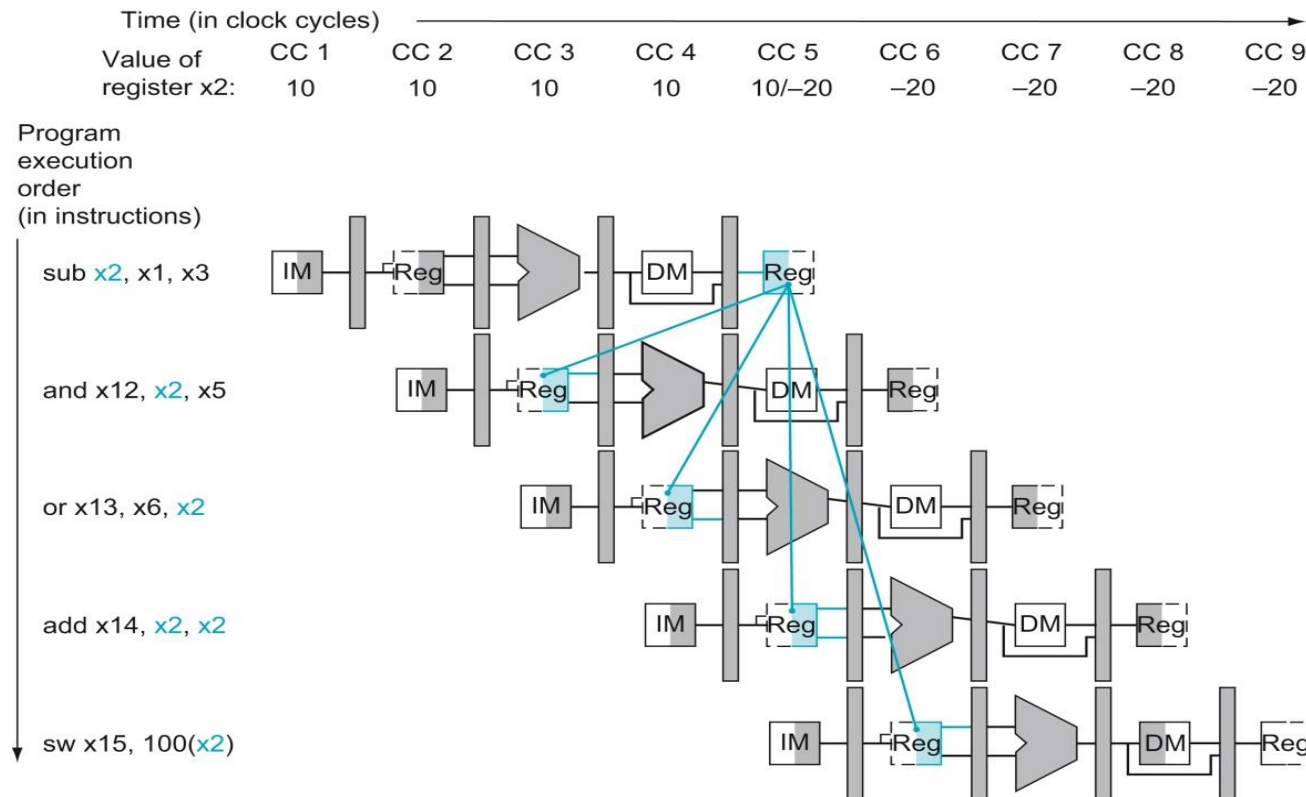 Time (in clock cycles)
CC 1 CC 2 CC 3 CC 4 CC 5 CC 6 CC 7 CC 8 CC 9
Value of
register x2: 10 10 10 10 10/–20 –20 –20 –20 –20
Program
execution
order
(in instructions)
sub x2, x1, x3 IM Reg DM Reg
and x12, x2, x5 IM Reg DM Reg
or x13, x6, x2 IM Reg DM Reg
add x14, x2, x2 IM Reg DM Reg
sw x15, 100(x2) IM Reg DM Reg